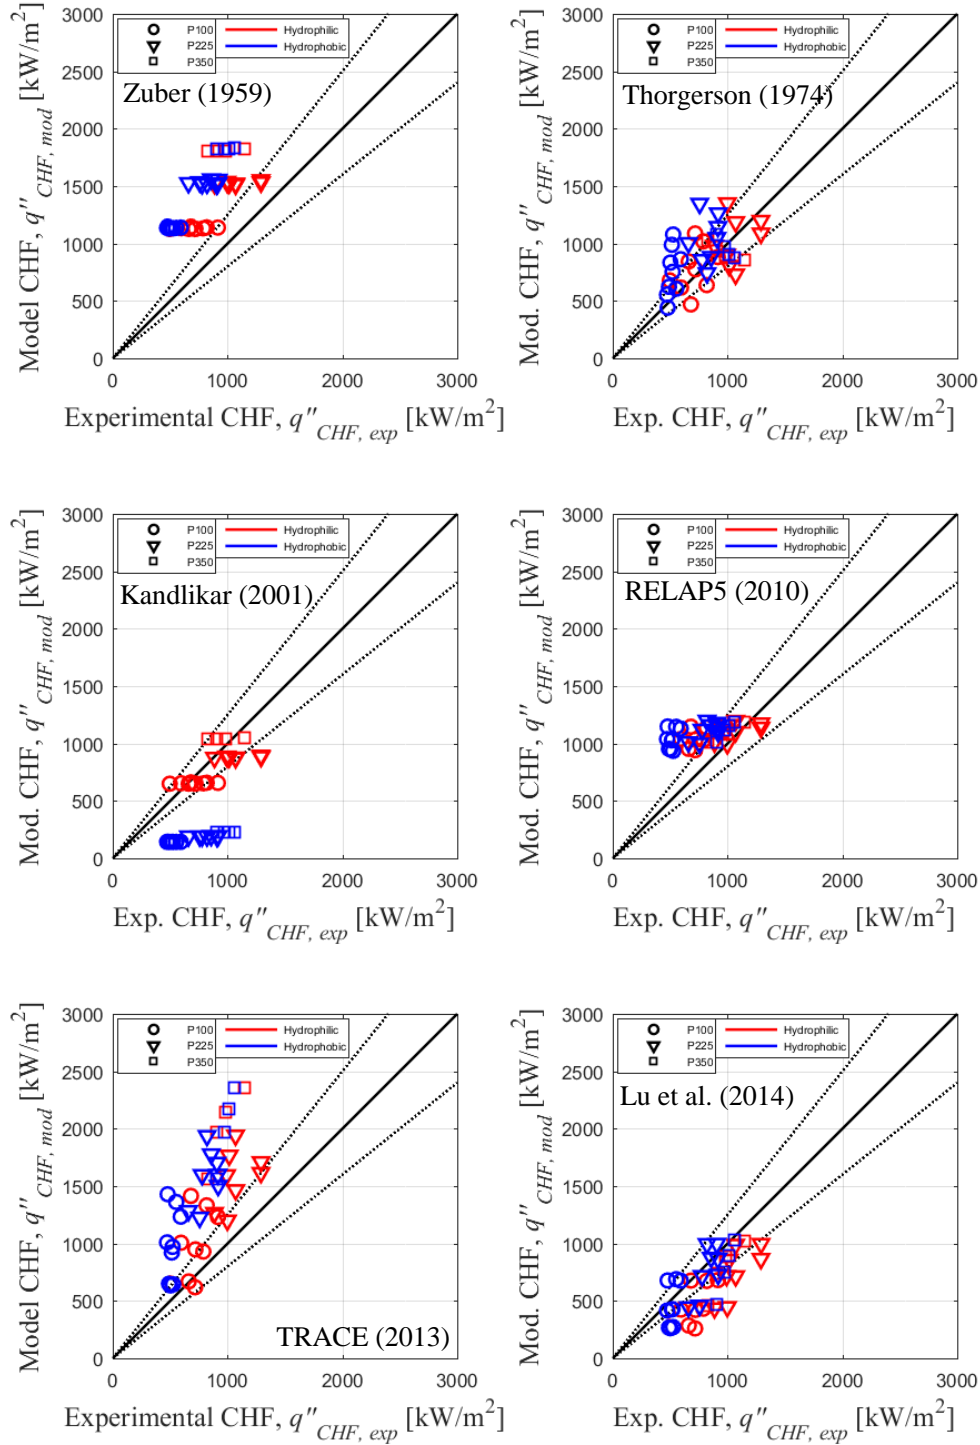 Model CHF, q″CHF, mod [kW/m²]
3000
2500
2000
1500
1000
500
0
P100
P225
P350
Hydrophilic
Hydrophobic
Zuber (1959)
0
1000
2000
3000
Experimental CHF, q″CHF, exp [kW/m²]
Mod. CHF, q″CHF, mod [kW/m²]
3000
2500
2000
1500
1000
500
0
P100
P225
P350
Hydrophilic
Hydrophobic
Thorgerson (1974)
0
1000
2000
3000
Exp. CHF, q″CHF, exp [kW/m²]
Mod. CHF, q″CHF, mod [kW/m²]
3000
2500
2000
1500
1000
500
0
P100
P225
P350
Hydrophilic
Hydrophobic
Kandlikar (2001)
0
1000
2000
3000
Exp. CHF, q″CHF, exp [kW/m²]
Mod. CHF, q″CHF, mod [kW/m²]
3000
2500
2000
1500
1000
500
0
P100
P225
P350
Hydrophilic
Hydrophobic
RELAP5 (2010)
0
1000
2000
3000
Exp. CHF, q″CHF, exp [kW/m²]
Model CHF, q″CHF, mod [kW/m²]
3000
2500
2000
1500
1000
500
0
P100
P225
P350
Hydrophilic
Hydrophobic
TRACE (2013)
0
1000
2000
3000
Experimental CHF, q″CHF, exp [kW/m²]
Mod. CHF, q″CHF, mod [kW/m²]
3000
2500
2000
1500
1000
500
0
P100
P225
P350
Hydrophilic
Hydrophobic
Lu et al. (2014)
0
1000
2000
3000
Exp. CHF, q″CHF, exp [kW/m²]